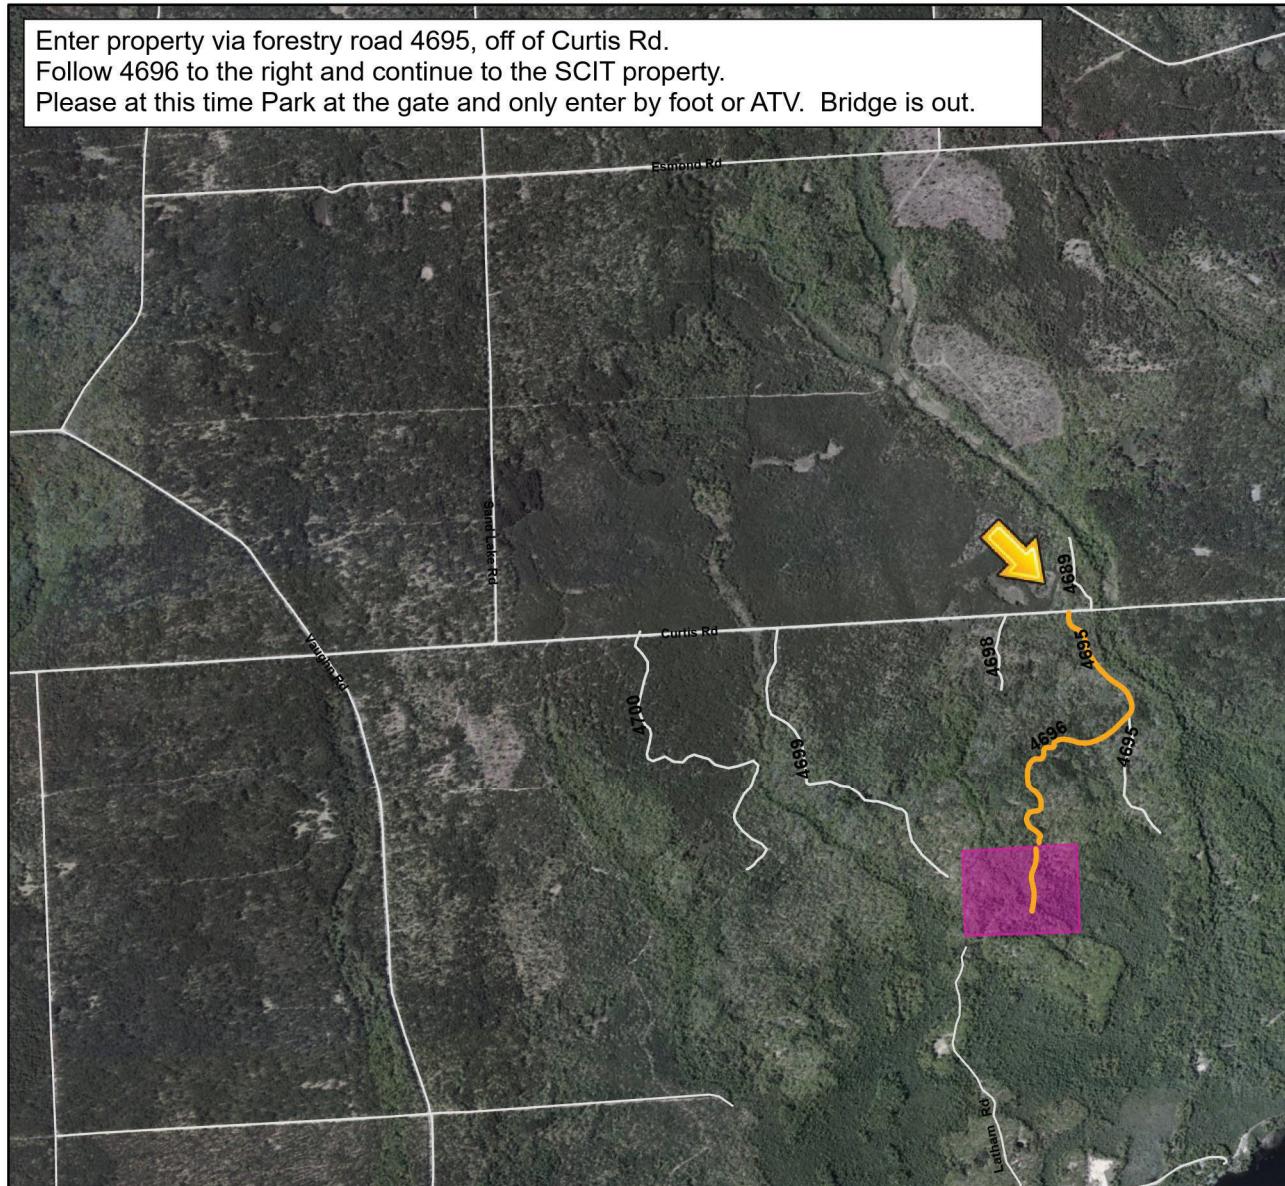 Enter property via forestry road 4695, off of Curtis Rd.
Follow 4696 to the right and continue to the SCIT property.
Please at this time Park at the gate and only enter by foot or ATV.  Bridge is out.
Esmond Rd
Sand Lake Rd
4689
Curtis Rd
Vaughn Rd
4698
4695
4700
4696
4699
4695
Latham Rd